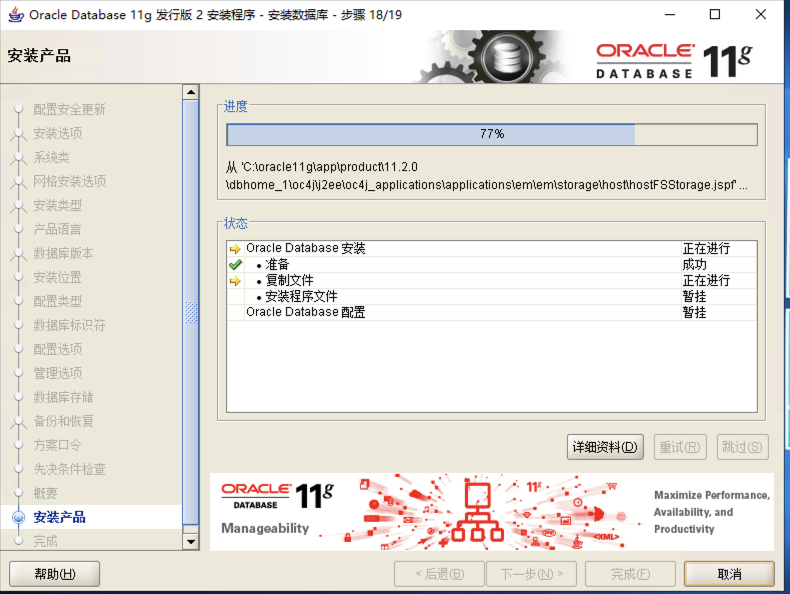 Oracle Database 11g 发行版 2 安装程序 - 安装数据库 - 步骤 18/19
安装产品
ORACLE
DATABASE 11g
配置安全更新
安装选项
系统类
网格安装选项
安装类型
产品语言
数据库版本
安装位置
配置类型
数据库标识符
配置选项
管理选项
数据库存储
备份和恢复
方案口令
先决条件检查
概要
安装产品
完成
进度
77%
从 'C:\oracle11g\app\product\11.2.0
\dbhome_1\oc4j\j2ee\oc4j_applications\applications\em\em\storage\host\hostFSStorage.jspf' ...
状态
Oracle Database 安装 正在进行
• 准备 成功
• 复制文件 正在进行
• 安装程序文件 暂挂
Oracle Database 配置 暂挂
详细资料(D) 重试(R) 跳过(S)
ORACLE
DATABASE 11g
Manageability
11g
<XML>
Maximize Performance,
Availability, and
Productivity
帮助(H) < 后退(B) 下一步(N) > 完成(F) 取消